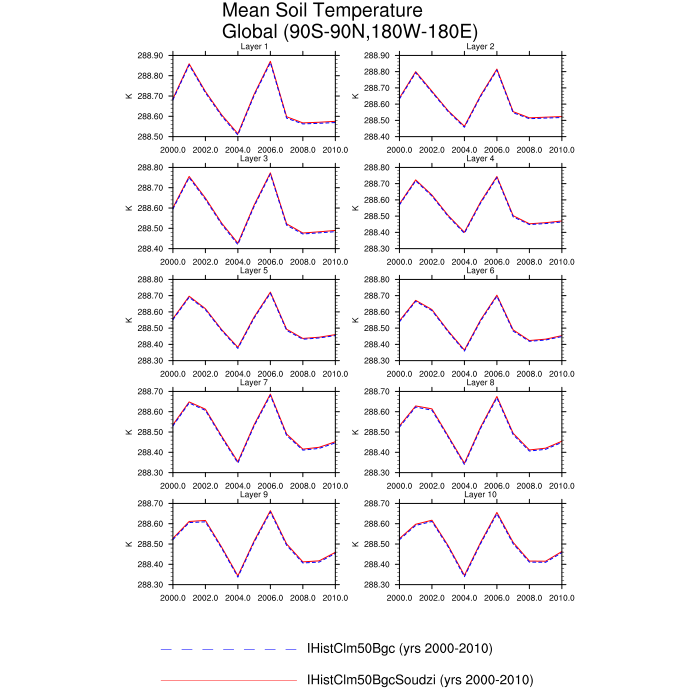 Mean Soil Temperature
Global (90S-90N,180W-180E)
Layer 1
Layer 2
288.90
288.80
288.70
288.60
288.50
K
2000.0 2002.0 2004.0 2006.0 2008.0 2010.0
288.90
288.80
288.70
288.60
288.50
288.40
K
2000.0 2002.0 2004.0 2006.0 2008.0 2010.0
Layer 3
Layer 4
288.80
288.70
288.60
288.50
288.40
K
2000.0 2002.0 2004.0 2006.0 2008.0 2010.0
288.80
288.70
288.60
288.50
288.40
288.30
K
2000.0 2002.0 2004.0 2006.0 2008.0 2010.0
Layer 5
Layer 6
288.80
288.70
288.60
288.50
288.40
288.30
K
2000.0 2002.0 2004.0 2006.0 2008.0 2010.0
288.80
288.70
288.60
288.50
288.40
288.30
K
2000.0 2002.0 2004.0 2006.0 2008.0 2010.0
Layer 7
Layer 8
288.70
288.60
288.50
288.40
288.30
K
2000.0 2002.0 2004.0 2006.0 2008.0 2010.0
288.70
288.60
288.50
288.40
288.30
K
2000.0 2002.0 2004.0 2006.0 2008.0 2010.0
Layer 9
Layer 10
288.70
288.60
288.50
288.40
288.30
K
2000.0 2002.0 2004.0 2006.0 2008.0 2010.0
288.70
288.60
288.50
288.40
288.30
K
2000.0 2002.0 2004.0 2006.0 2008.0 2010.0
IHistClm50Bgc (yrs 2000-2010)
IHistClm50BgcSoudzi (yrs 2000-2010)